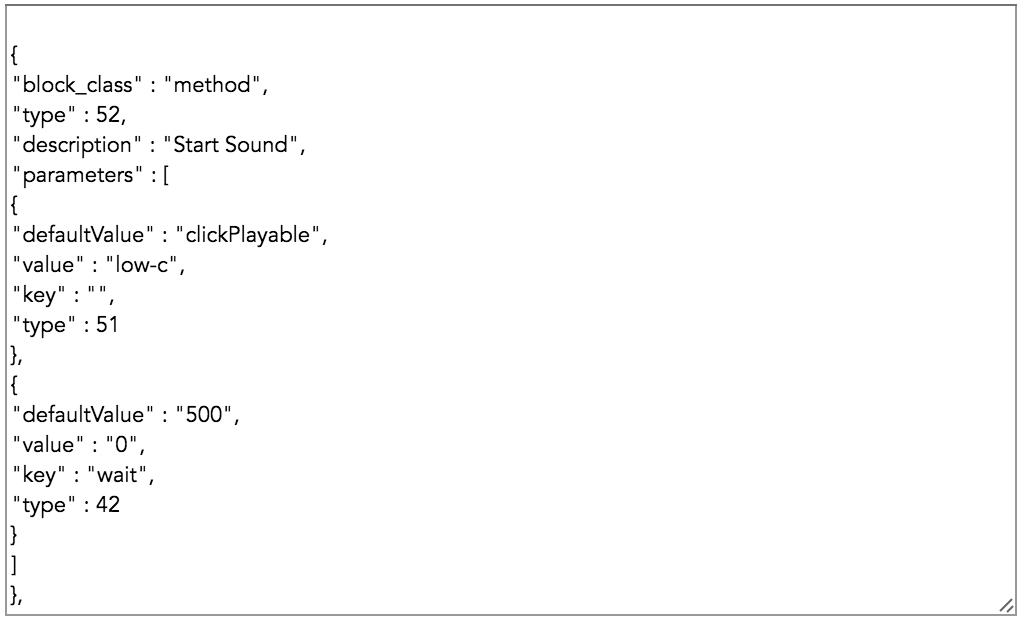 {
"block_class" : "method",
"type" : 52,
"description" : "Start Sound",
"parameters" : [
{
"defaultValue" : "clickPlayable",
"value" : "low-c",
"key" : "",
"type" : 51
},
{
"defaultValue" : "500",
"value" : "0",
"key" : "wait",
"type" : 42
}
]
},